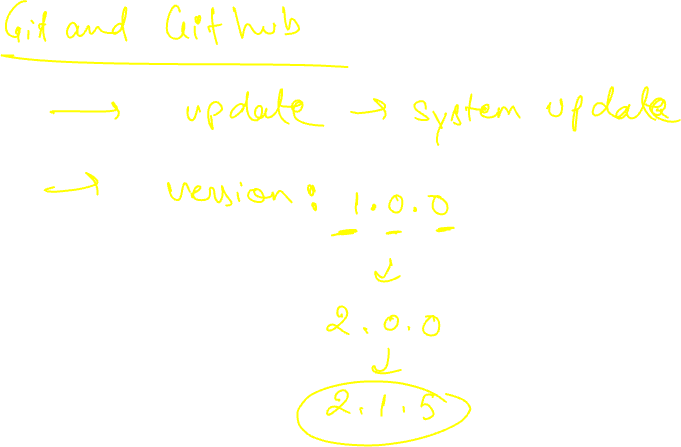 Git and Github
→ update → system update
→ version: 1.0.0
↓
2.0.0
↓
2.1.5